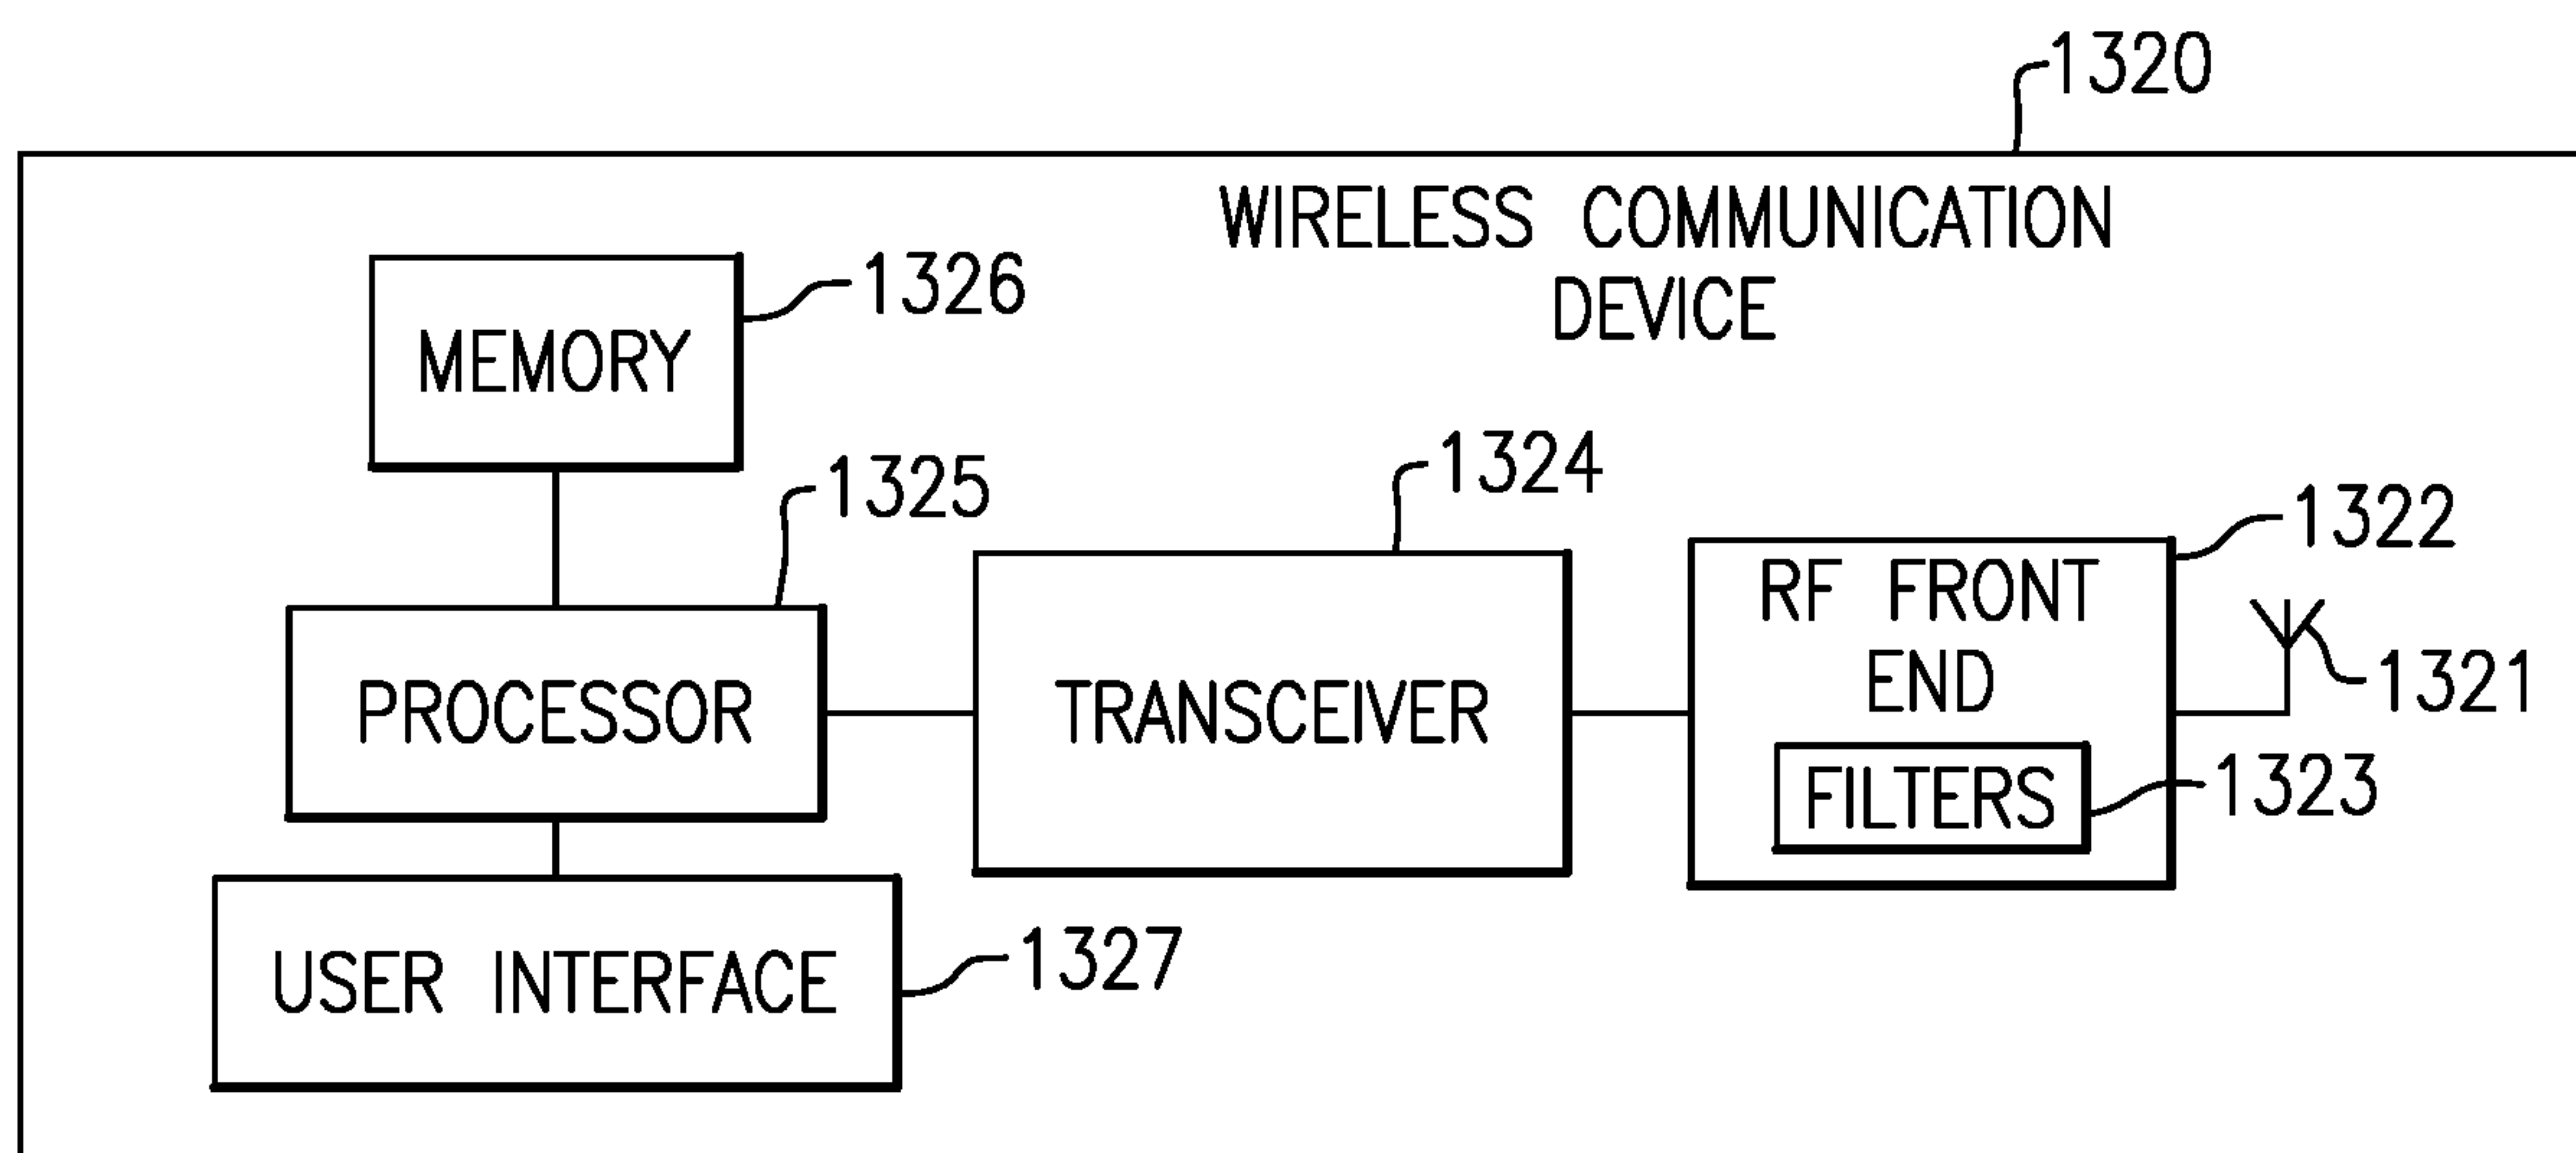 1320
WIRELESS COMMUNICATION
DEVICE
MEMORY
1326
1325
1324
1322
RF FRONT
END
PROCESSOR
TRANSCEIVER
1321
FILTERS
1323
USER INTERFACE
1327